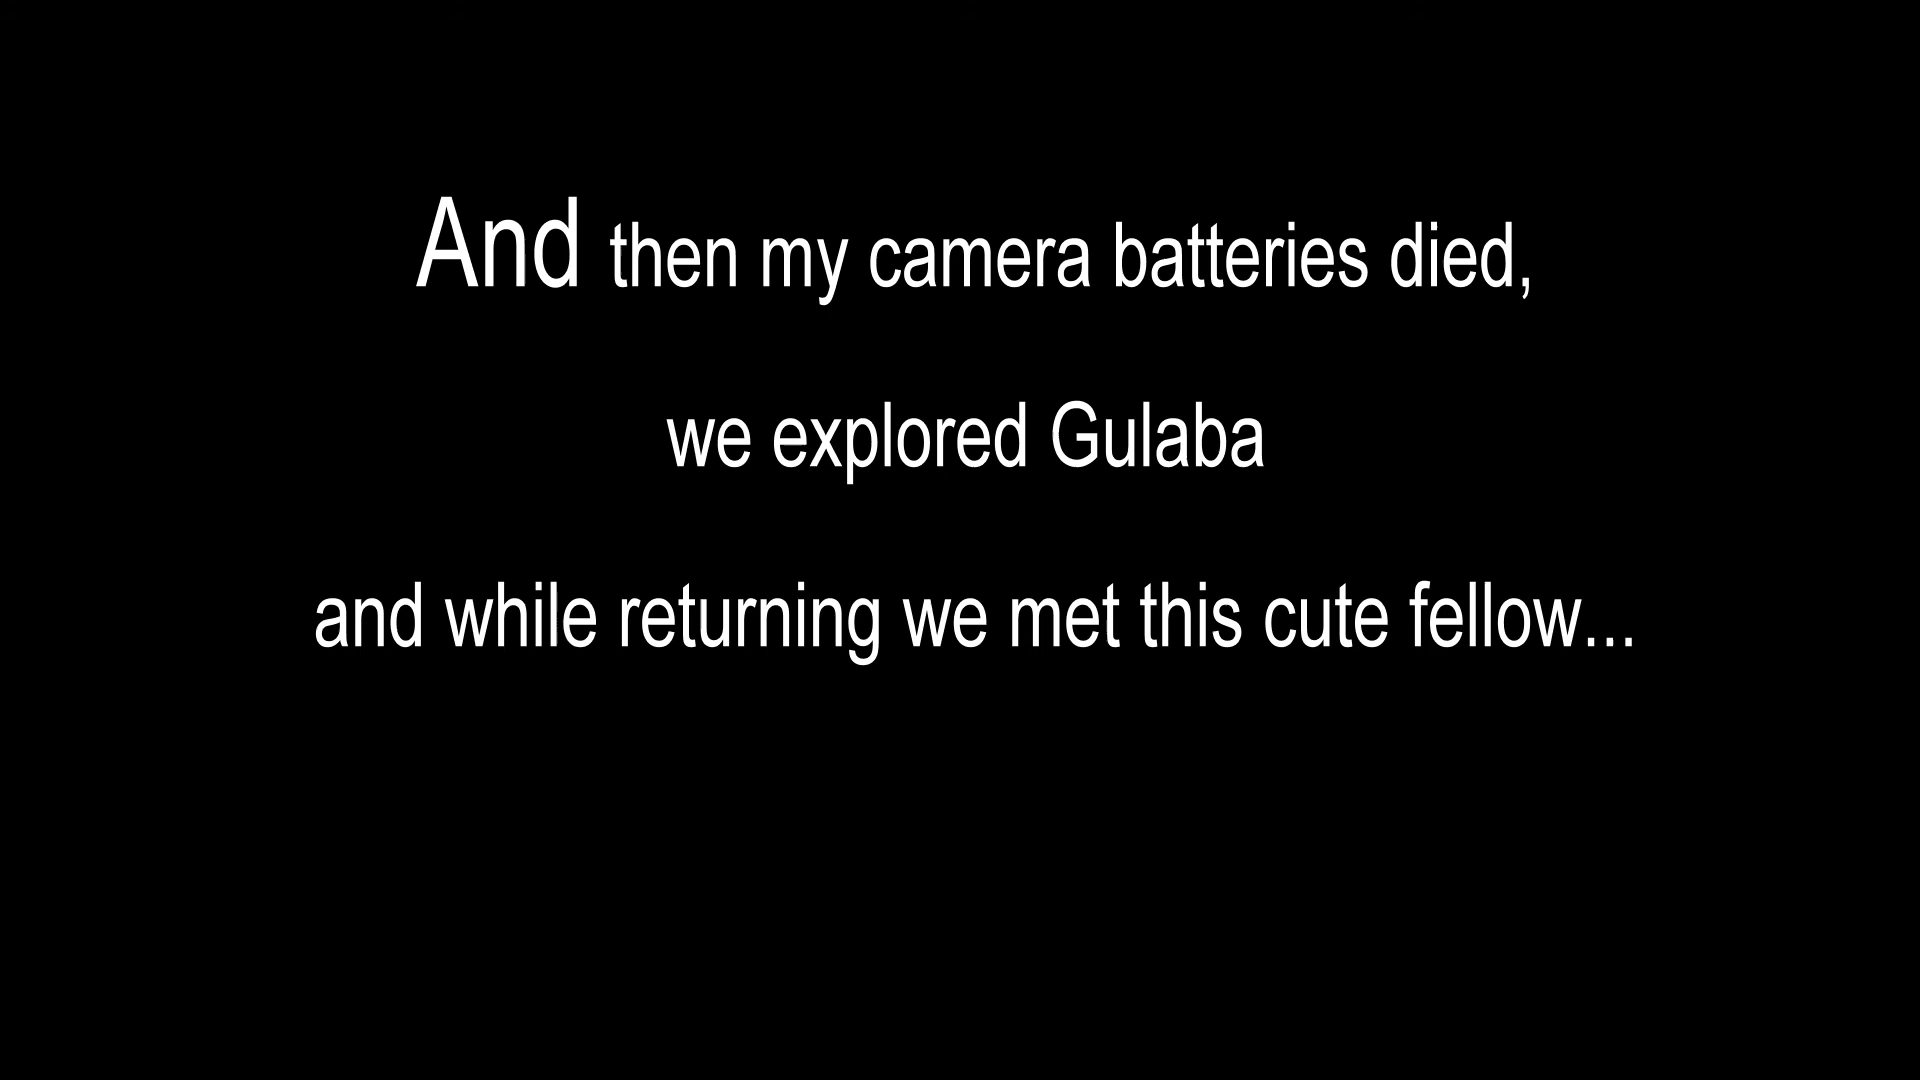 And then my camera batteries died,
we explored Gulaba
and while returning we met this cute fellow...